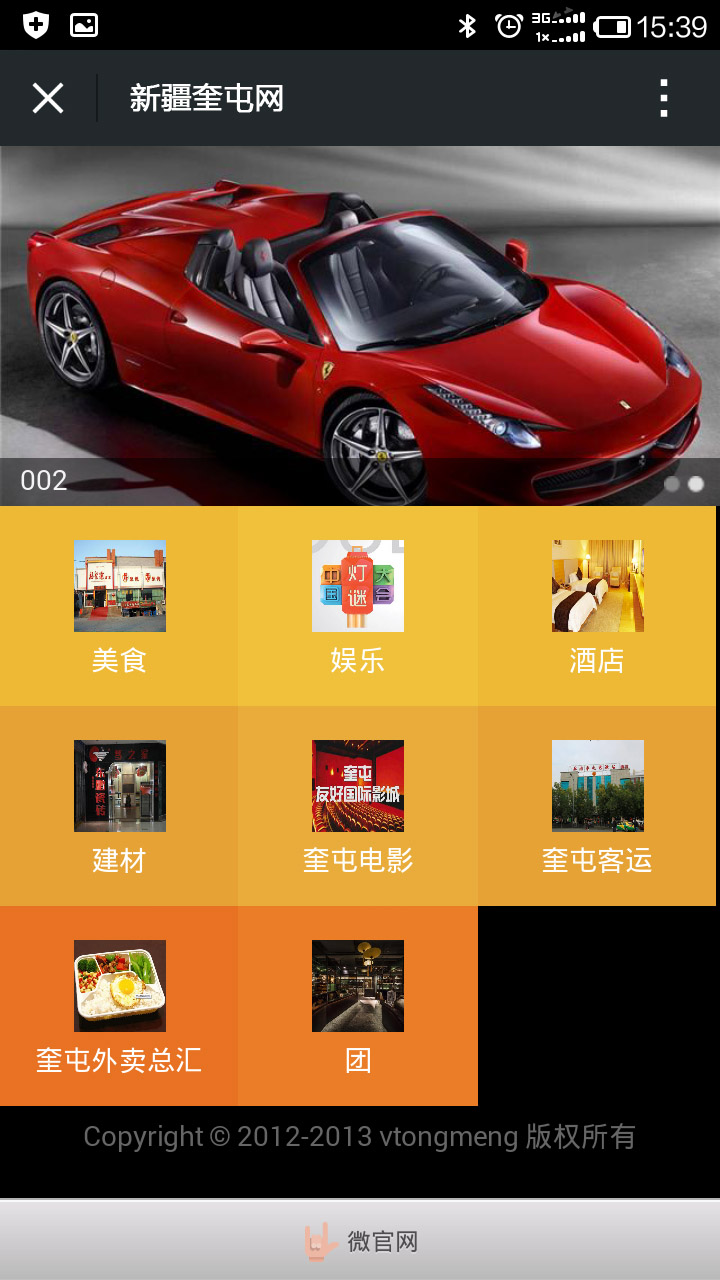 3G
1×
15:39
新疆奎屯网
002
中 灯 大
国 谜 会
美食
娱乐
酒店
奎屯
友好国际影城
建材
奎屯电影
奎屯客运
奎屯外卖总汇
团
Copyright © 2012-2013 vtongmeng 版权所有
微官网